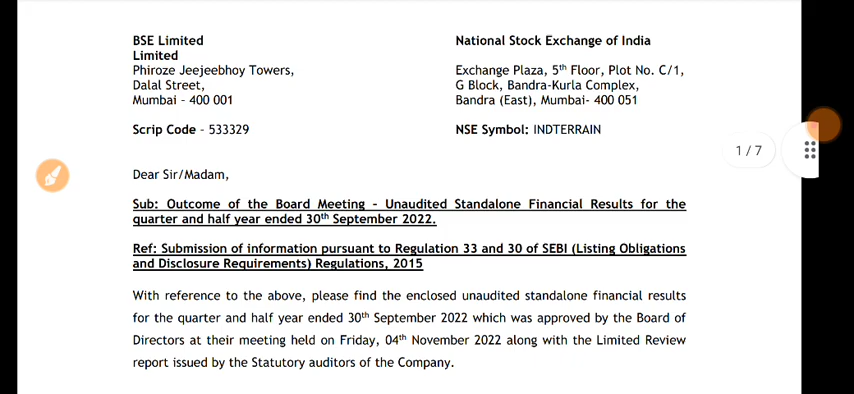 BSE Limited
Limited
Phiroze Jeejeebhoy Towers,
Dalal Street,
Mumbai - 400 001
Scrip Code - 533329
National Stock Exchange of India
Exchange Plaza, 5th Floor, Plot No. C/1,
G Block, Bandra-Kurla Complex,
Bandra (East), Mumbai- 400 051
NSE Symbol: INDTERRAIN
1 / 7
Dear Sir/Madam,
Sub: Outcome of the Board Meeting - Unaudited Standalone Financial Results for the
quarter and half year ended 30th September 2022.
Ref: Submission of information pursuant to Regulation 33 and 30 of SEBI (Listing Obligations
and Disclosure Requirements) Regulations, 2015
With reference to the above, please find the enclosed unaudited standalone financial results
for the quarter and half year ended 30th September 2022 which was approved by the Board of
Directors at their meeting held on Friday, 04th November 2022 along with the Limited Review
report issued by the Statutory auditors of the Company.